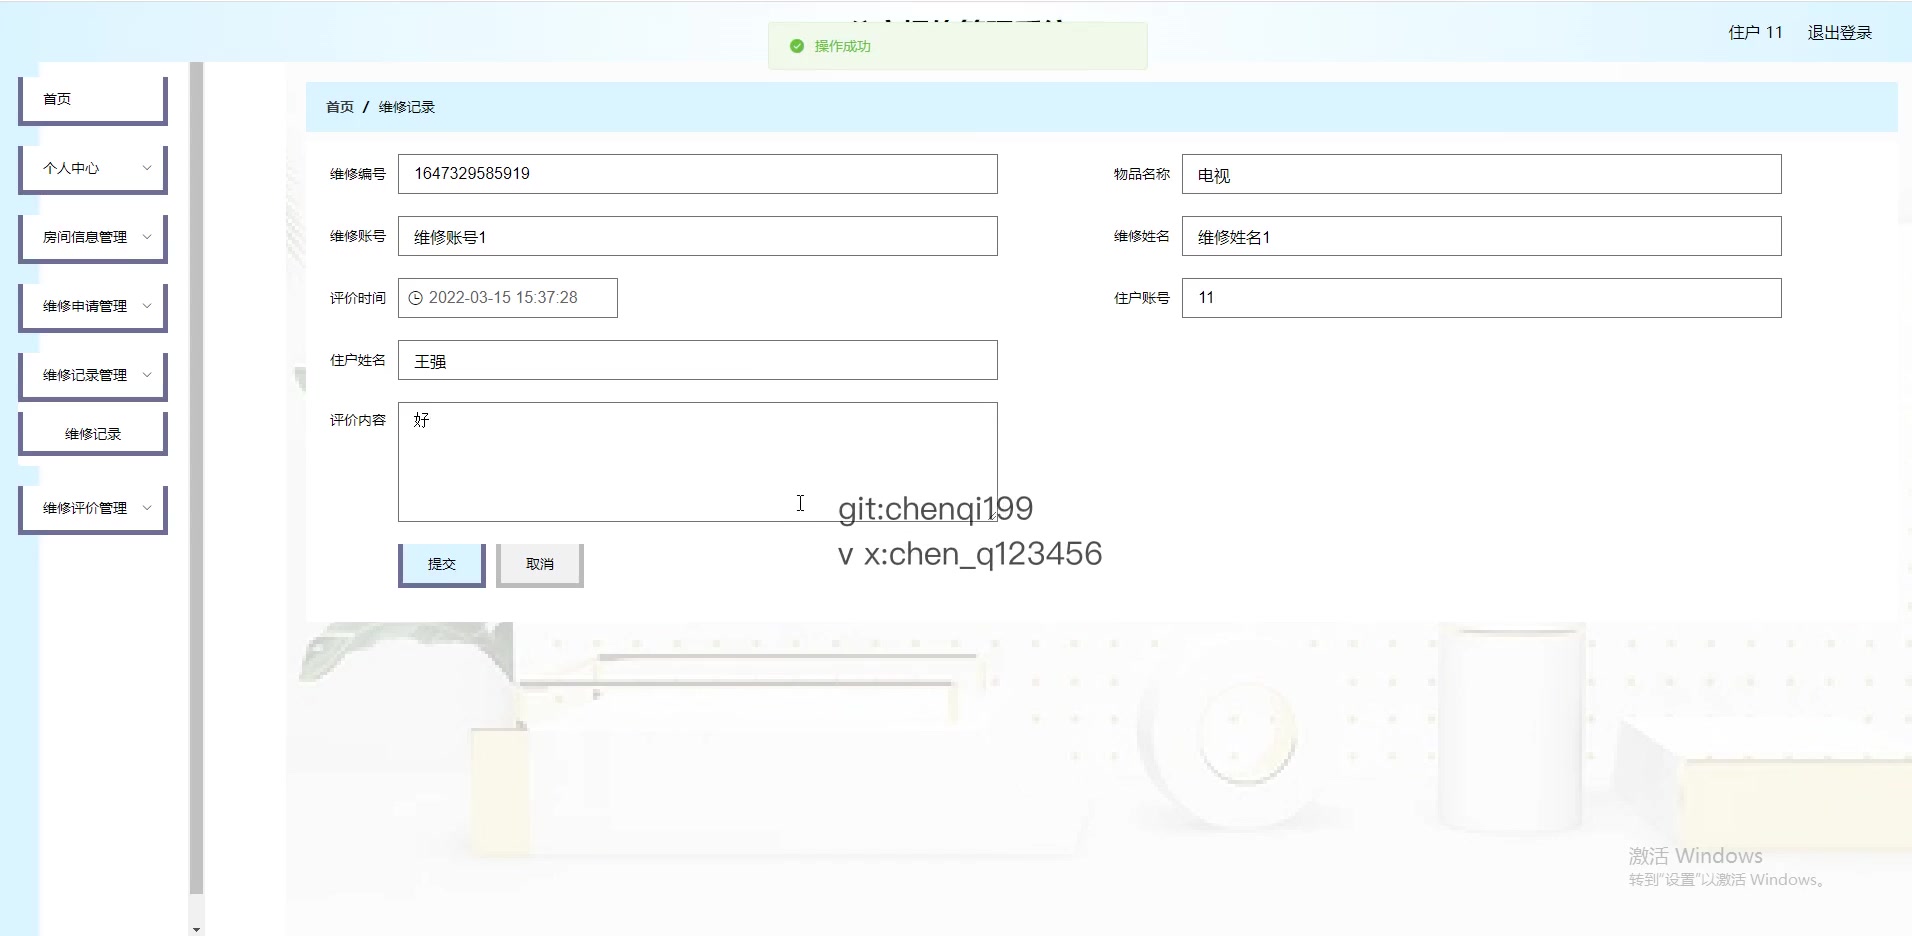 操作成功
住户 11 退出登录
首页
个人中心
房间信息管理
维修申请管理
维修记录管理
维修记录
维修评价管理
首页 / 维修记录
维修编号 1647329585919 物品名称 电视
维修账号 维修账号1 维修姓名 维修姓名1
评价时间 2022-03-15 15:37:28 住户账号 11
住户姓名 王强
评价内容 好
git:chenqi199
v x:chen_q123456
提交 取消
激活 Windows
转到“设置”以激活 Windows。